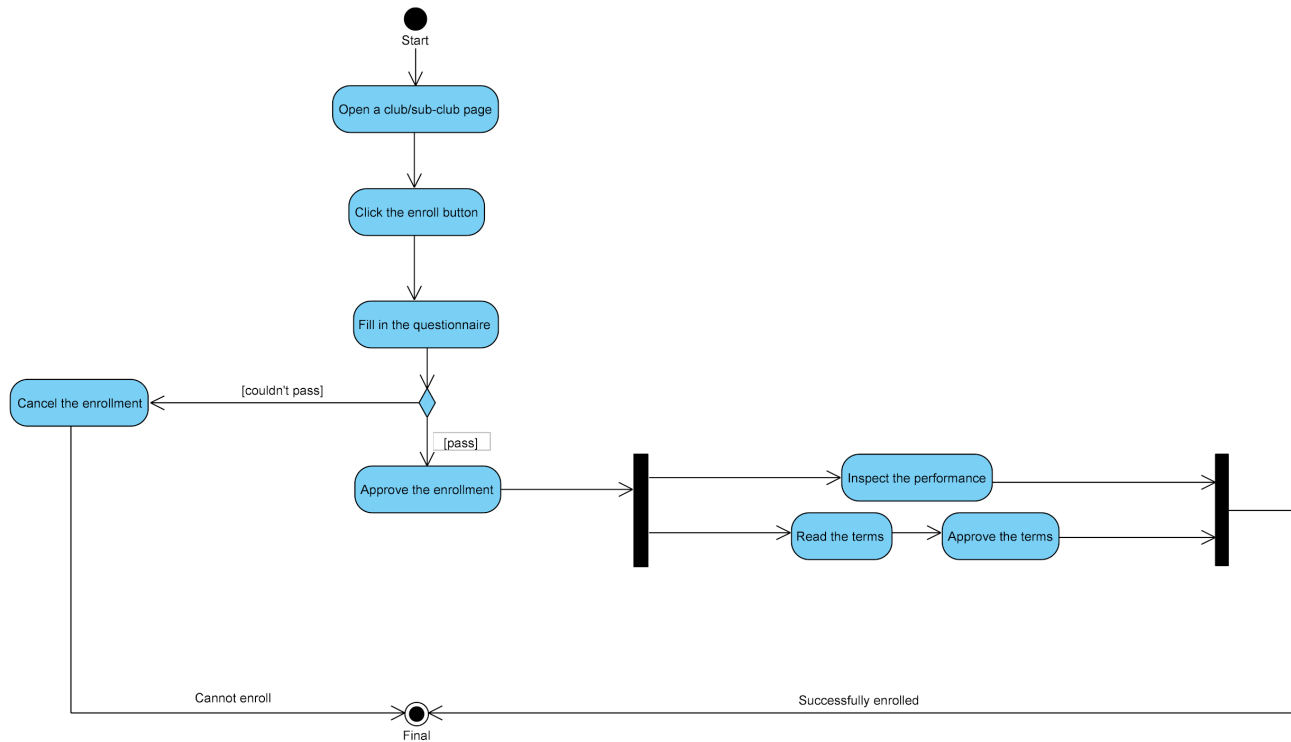 Start
Open a club/sub-club page
Click the enroll button
Fill in the questionnaire
[couldn't pass]
Cancel the enrollment
[pass]
Approve the enrollment
Inspect the performance
Read the terms
Approve the terms
Cannot enroll
Successfully enrolled
Final